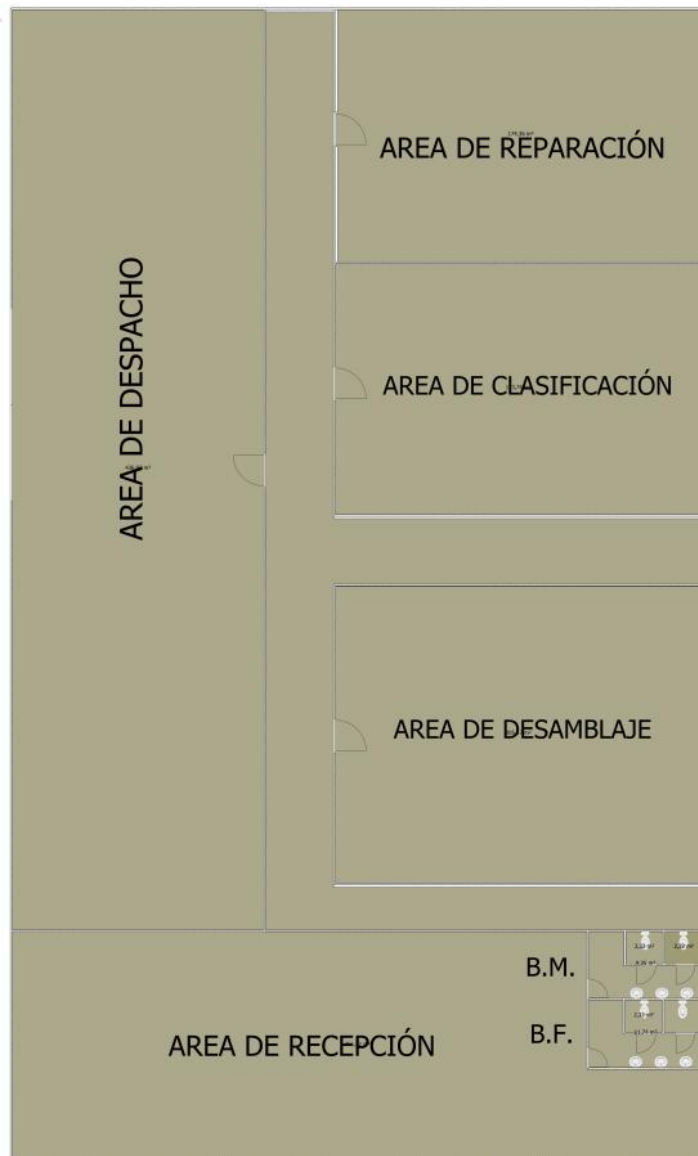 AREA DE REPARACIÓN
AREA DE DESPACHO
AREA DE CLASIFICACIÓN
AREA DE DESAMBLAJE
B.M.
B.F.
AREA DE RECEPCIÓN